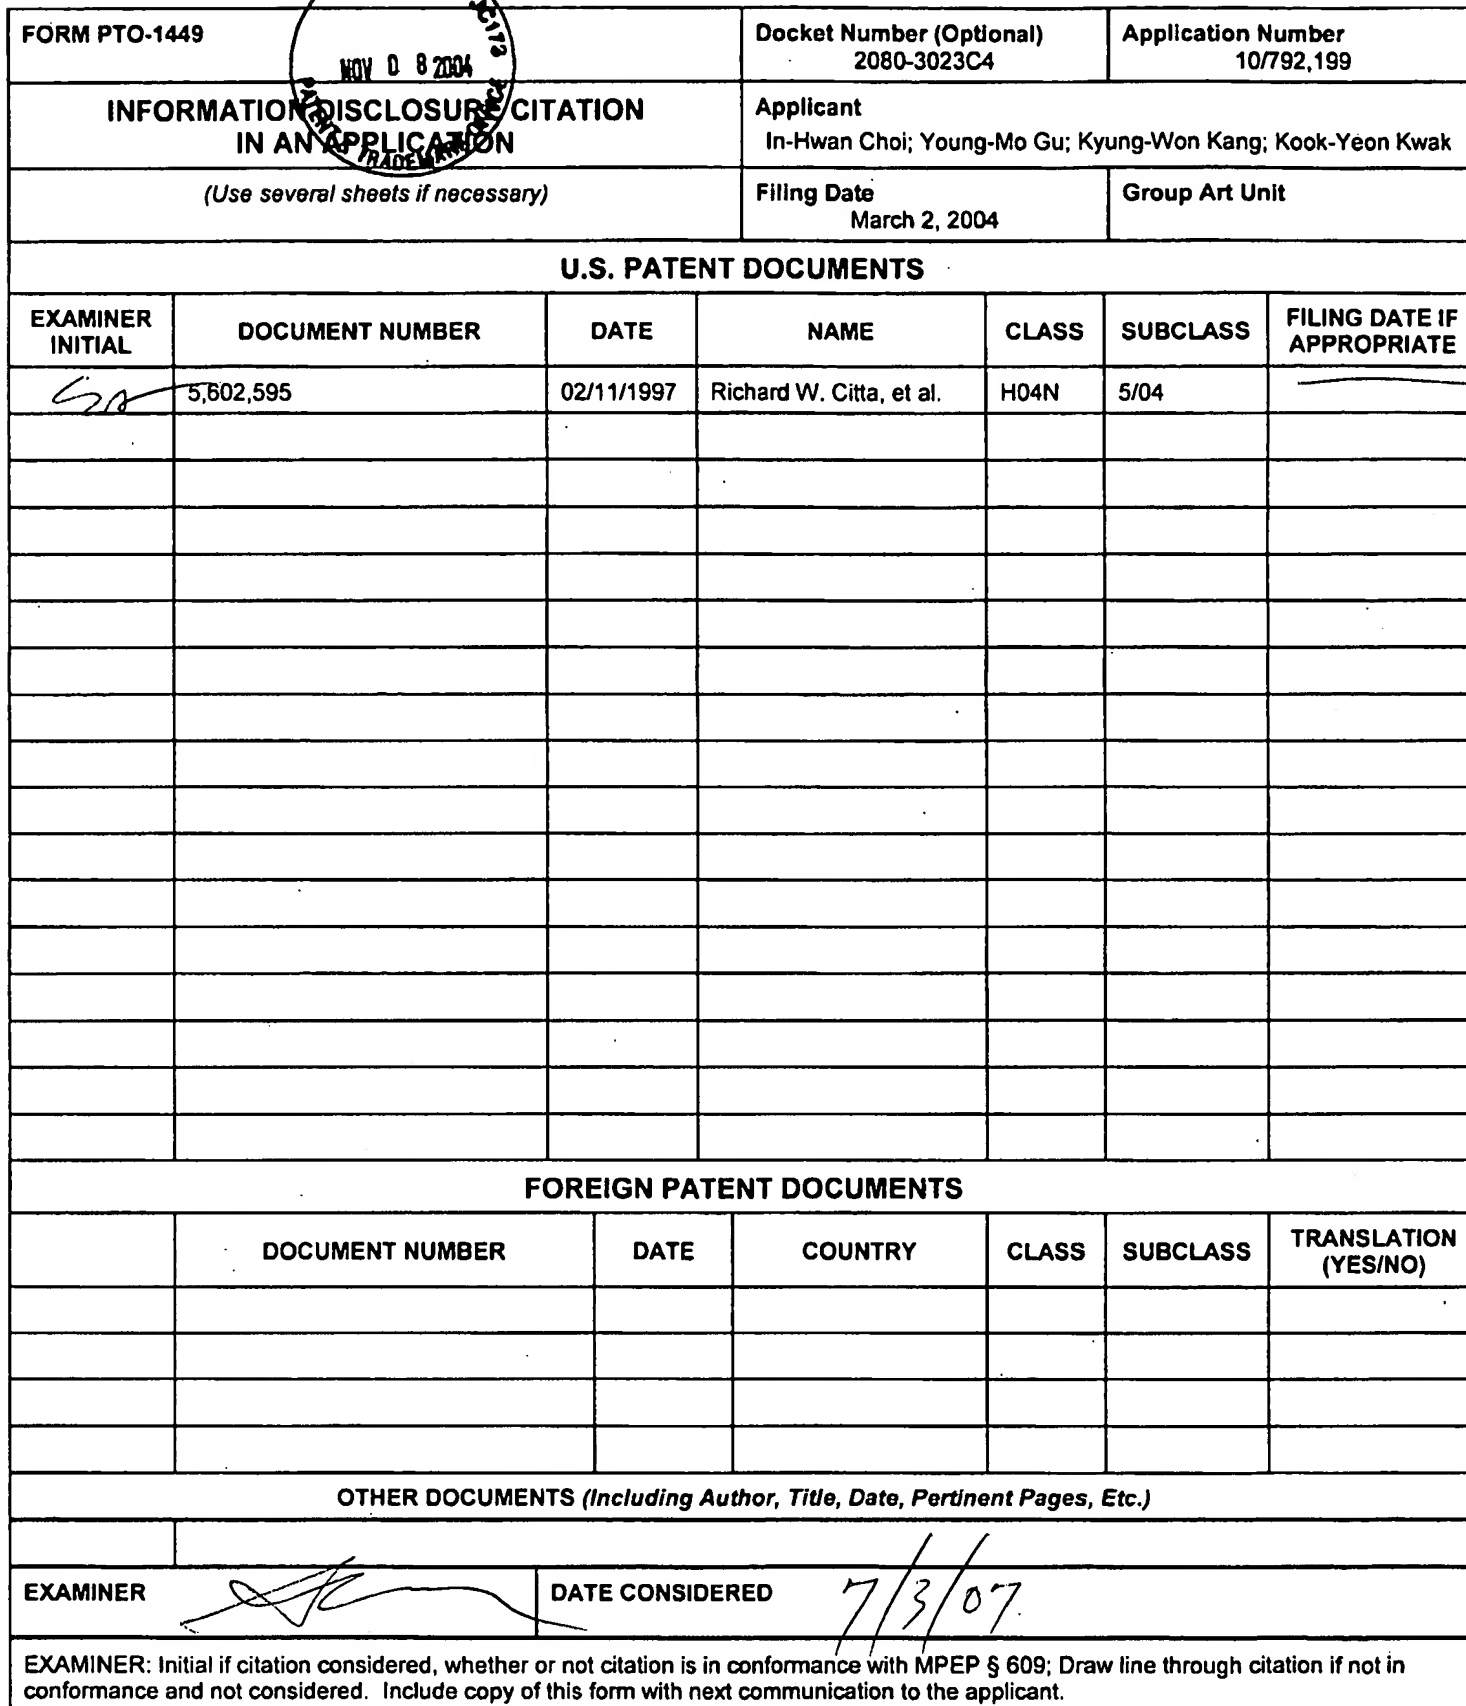 FORM PTO-1449
NOV 0 8 2004
PATENT & TRADEMARK OFFICE
INFORMATION DISCLOSURE CITATION
IN AN APPLICATION
(Use several sheets if necessary)
Docket Number (Optional)
2080-3023C4
Application Number
10/792,199
Applicant
In-Hwan Choi; Young-Mo Gu; Kyung-Won Kang; Kook-Yeon Kwak
Filing Date
March 2, 2004
Group Art Unit
U.S. PATENT DOCUMENTS
EXAMINER INITIAL DOCUMENT NUMBER DATE NAME CLASS SUBCLASS FILING DATE IF APPROPRIATE
5,602,595 02/11/1997 Richard W. Citta, et al. H04N 5/04
FOREIGN PATENT DOCUMENTS
DOCUMENT NUMBER DATE COUNTRY CLASS SUBCLASS TRANSLATION (YES/NO)
OTHER DOCUMENTS (Including Author, Title, Date, Pertinent Pages, Etc.)
EXAMINER DATE CONSIDERED 7/3/07
EXAMINER: Initial if citation considered, whether or not citation is in conformance with MPEP § 609; Draw line through citation if not in
conformance and not considered. Include copy of this form with next communication to the applicant.